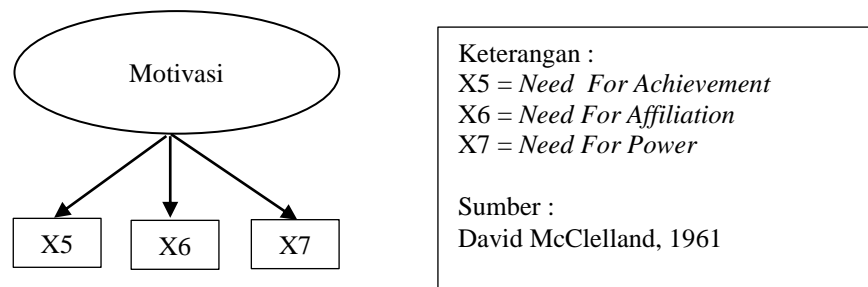 Motivasi
X5
X6
X7
Keterangan :
X5 = Need For Achievement
X6 = Need For Affiliation
X7 = Need For Power
Sumber :
David McClelland, 1961